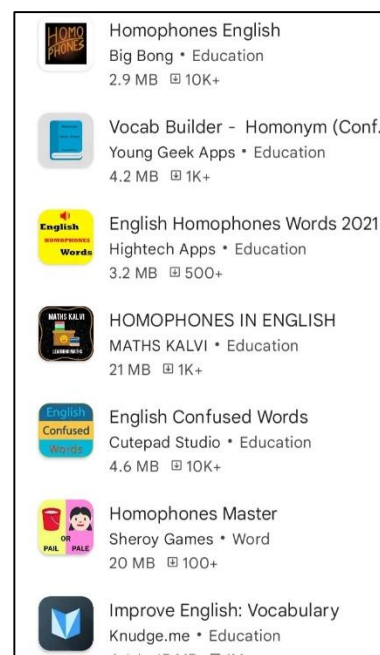 HOMO
PHONES
Homophones English
Big Bong • Education
2.9 MB 10K+
Vocab Builder - Homonym (Conf.
Young Geek Apps • Education
4.2 MB 1K+
English
HOMOPHONES
Words
English Homophones Words 2021
Hightech Apps • Education
3.2 MB 500+
MATHS KALVI
LEARNING MATHS
HOMOPHONES IN ENGLISH
MATHS KALVI • Education
21 MB 1K+
English
Confused
Words
English Confused Words
Cutepad Studio • Education
4.6 MB 10K+
OR
PAIL PALE
Homophones Master
Sheroy Games • Word
20 MB 100+
Improve English: Vocabulary
Knudge.me • Education